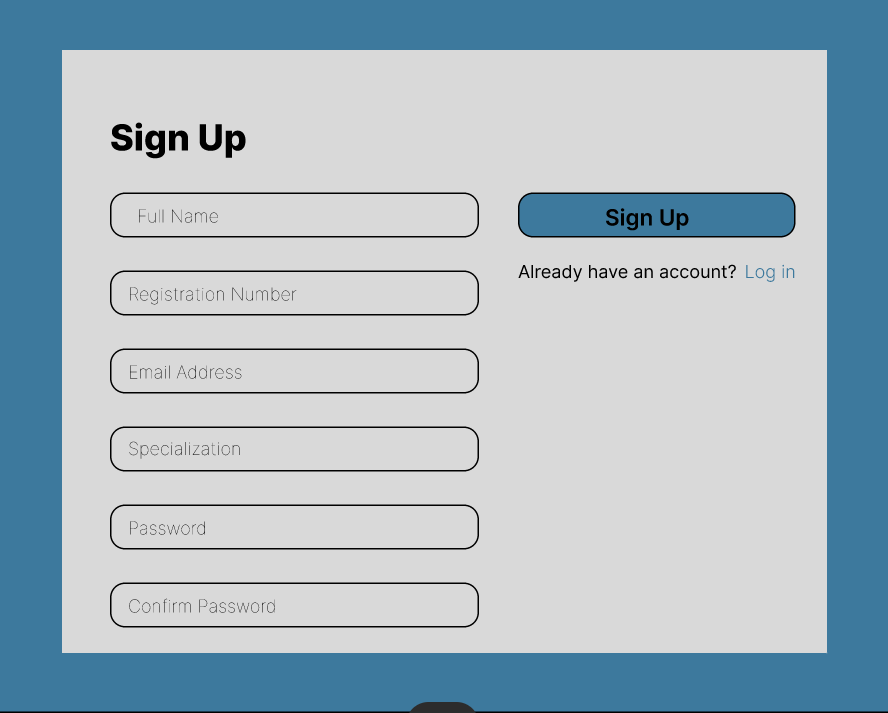 Sign Up
Full Name
Registration Number
Email Address
Specialization
Password
Confirm Password
Sign Up
Already have an account? Log in